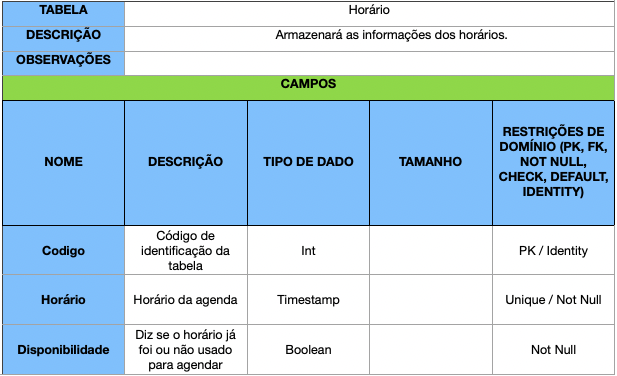 TABELA Horário
DESCRIÇÃO Armazenará as informações dos horários.
OBSERVAÇÕES
CAMPOS
NOME DESCRIÇÃO TIPO DE DADO TAMANHO RESTRIÇÕES DE
DOMÍNIO (PK, FK,
NOT NULL,
CHECK, DEFAULT,
IDENTITY)
Codigo Código de
identificação da
tabela Int PK / Identity
Horário Horário da agenda Timestamp Unique / Not Null
Disponibilidade Diz se o horário já
foi ou não usado
para agendar Boolean Not Null